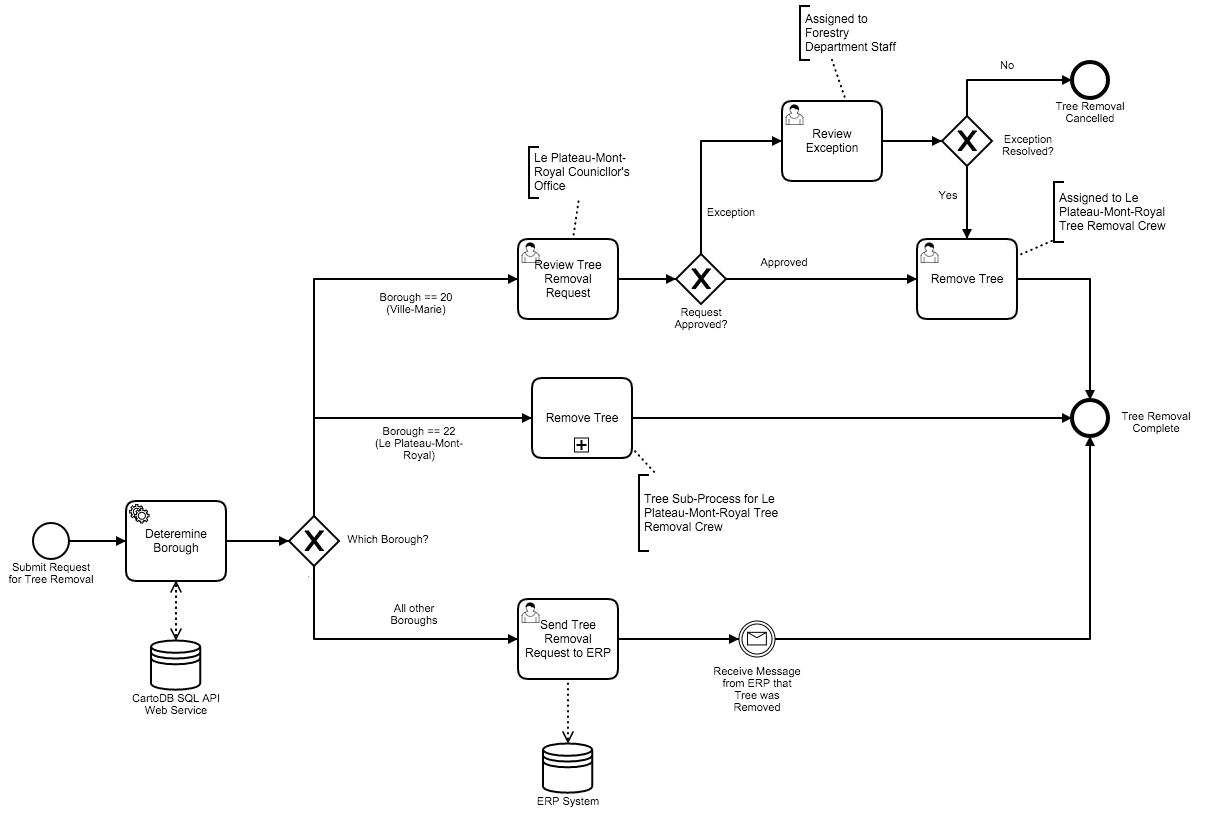 Assigned to
Forestry
Department Staff
No
Tree Removal
Cancelled
Review
Exception
Exception
Resolved?
Le Plateau-Mont-
Royal Counicllor's
Office
Yes
Assigned to Le
Plateau-Mont-Royal
Tree Removal Crew
Exception
Review Tree
Removal
Request
Approved
Remove Tree
Borough == 20
(Ville-Marie)
Request
Approved?
Remove Tree
Tree Removal
Complete
Borough == 22
(Le Plateau-Mont-
Royal)
Tree Sub-Process for Le
Plateau-Mont-Royal Tree
Removal Crew
Deteremine
Borough
Which Borough?
Submit Request
for Tree Removal
All other
Boroughs
Send Tree
Removal
Request to ERP
Receive Message
from ERP that
Tree was
Removed
CartoDB SQL API
Web Service
ERP System